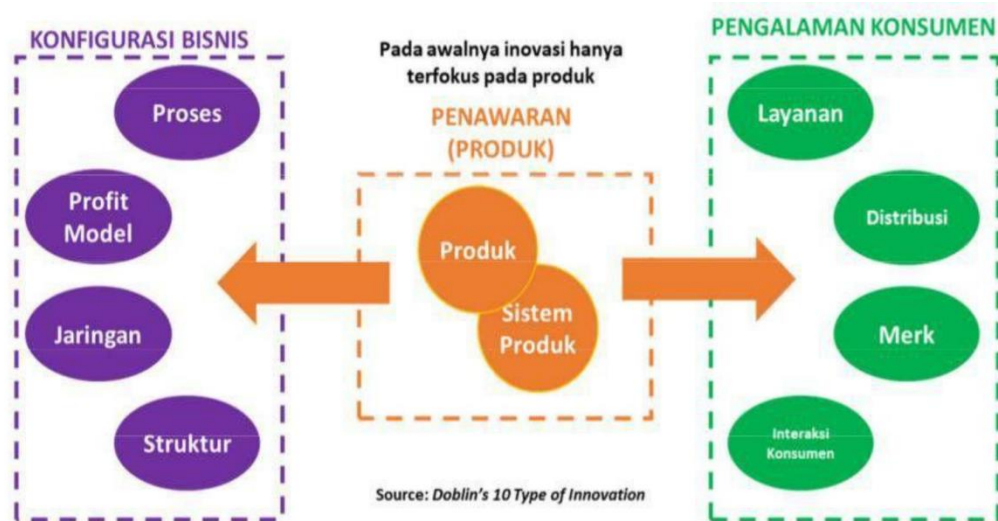 KONFIGURASI BISNIS
Proses
Profit
Model
Jaringan
Struktur
Pada awalnya inovasi hanya
terfokus pada produk
PENAWARAN
(PRODUK)
Produk
Sistem
Produk
Source: Doblin's 10 Type of Innovation
PENGALAMAN KONSUMEN
Layanan
Distribusi
Merk
Interaksi
Konsumen